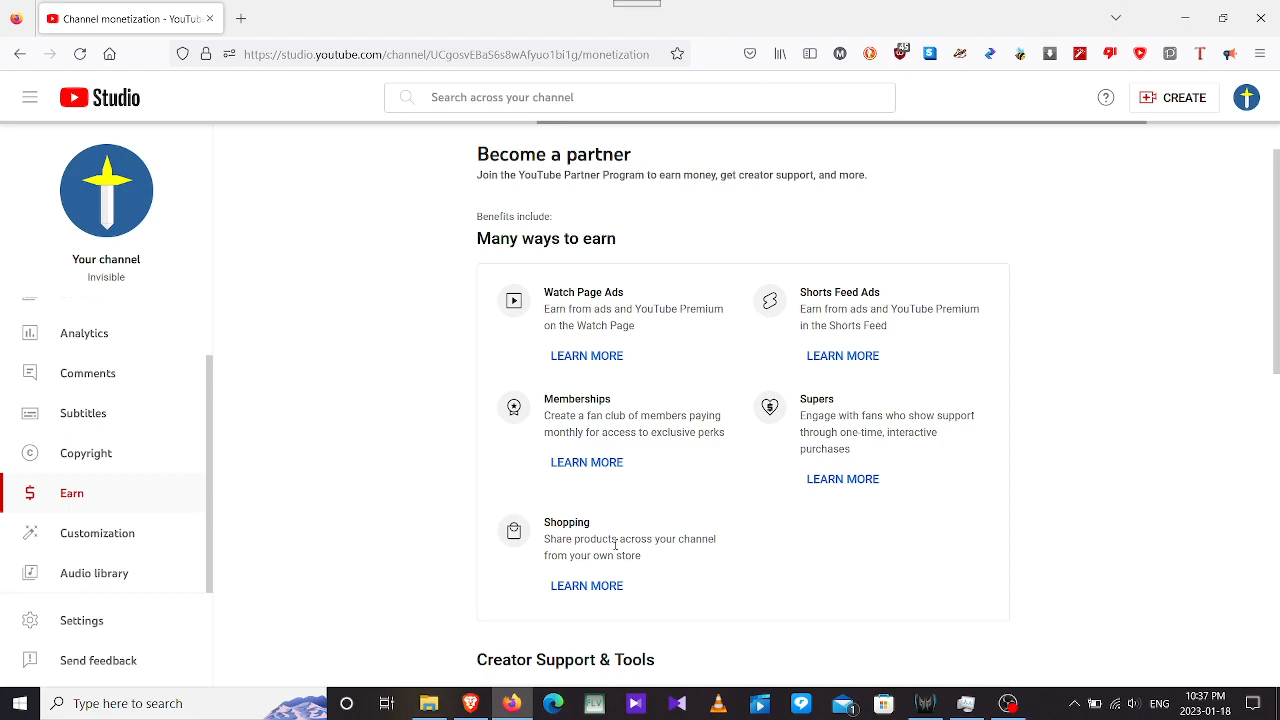 Channel monetization - YouTub
https://studio.youtube.com/channel/UCgosvEBaS6s8wAfyuo1bi1g/monetization
45
Studio
Search across your channel
CREATE
Your channel
Invisible
Analytics
Comments
Subtitles
Copyright
Earn
Customization
Audio library
Settings
Send feedback
Become a partner
Join the YouTube Partner Program to earn money, get creator support, and more.
Benefits include:
Many ways to earn
Watch Page Ads
Earn from ads and YouTube Premium
on the Watch Page
LEARN MORE
Shorts Feed Ads
Earn from ads and YouTube Premium
in the Shorts Feed
LEARN MORE
Memberships
Create a fan club of members paying
monthly for access to exclusive perks
LEARN MORE
Supers
Engage with fans who show support
through one-time, interactive
purchases
LEARN MORE
Shopping
Share products across your channel
from your own store
LEARN MORE
Creator Support & Tools
Type here to search
FLV
1
ENG
10:37 PM
2023-01-18